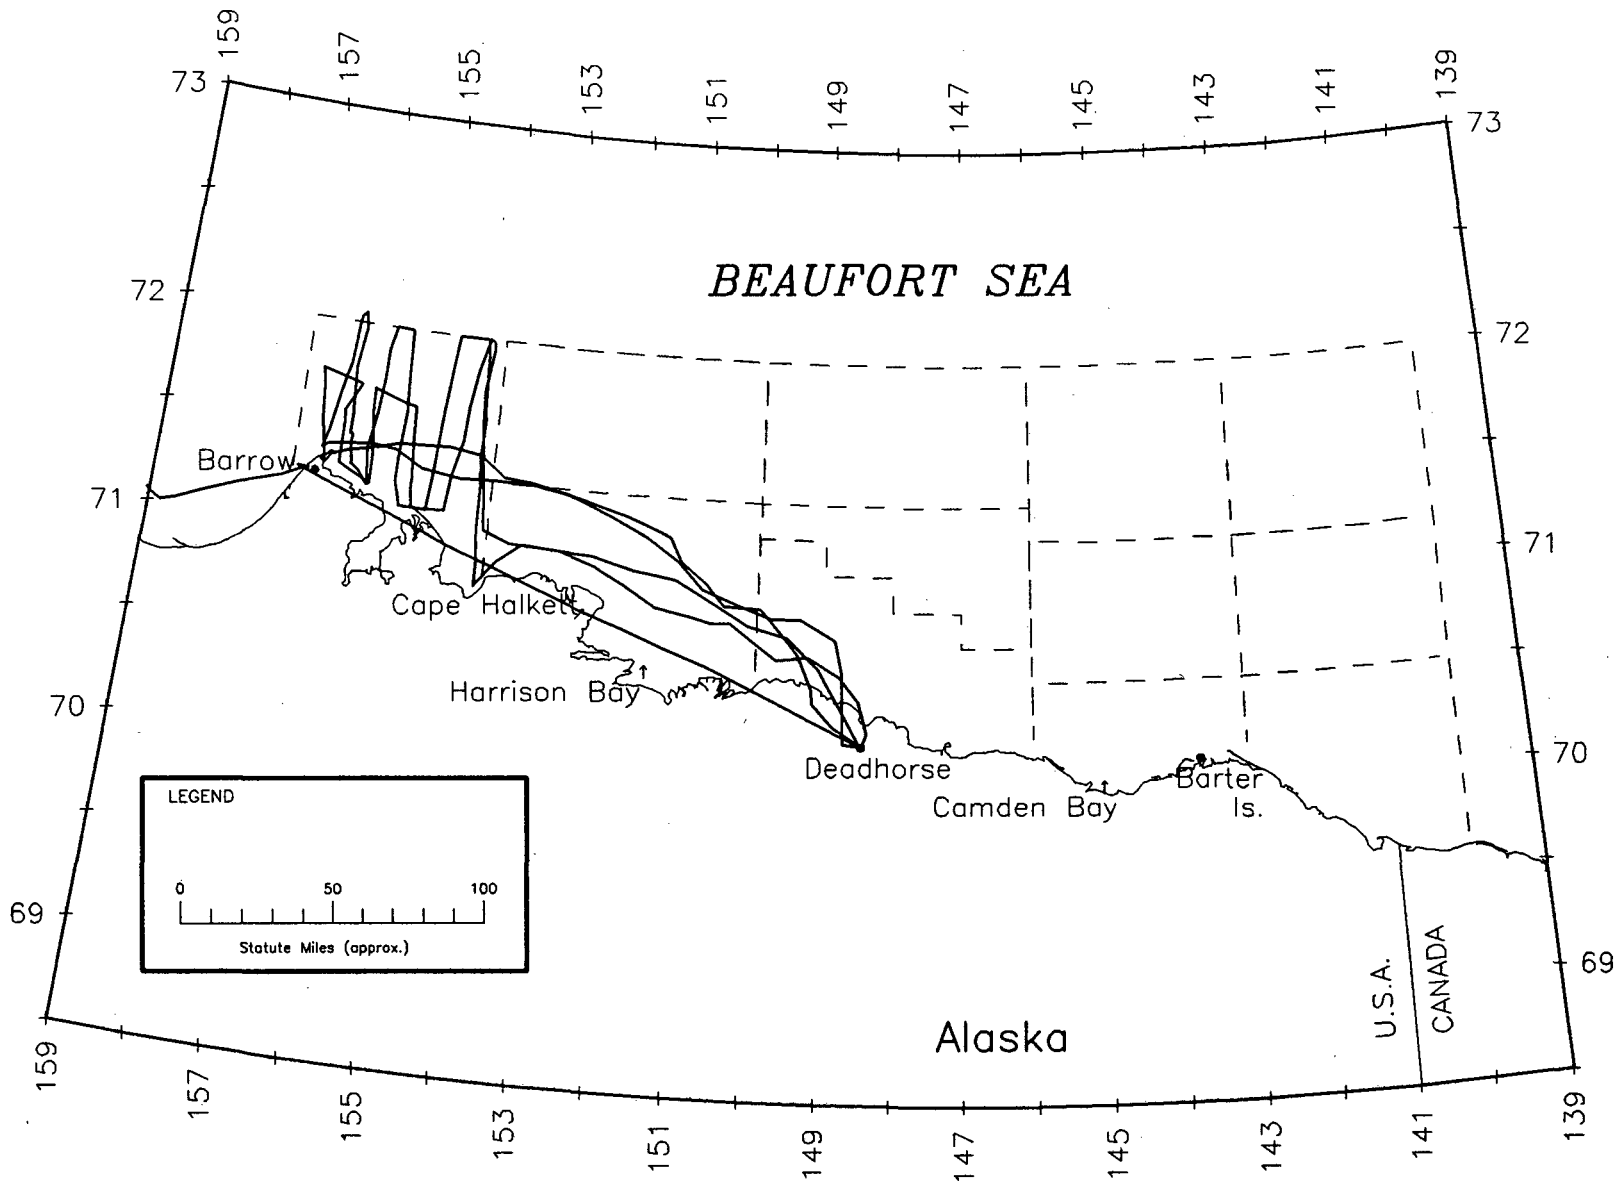 159
157
155
153
151
149
147
145
143
141
139
73
73
BEAUFORT SEA
72
72
Barrow
71
71
Cape Halkett
Harrison Bay
70
70
Deadhorse
Camden Bay
Barter
Is.
LEGEND
0 50 100
Statute Miles (approx.)
69
69
U.S.A.
CANADA
Alaska
159
157
155
153
151
149
147
145
143
141
139